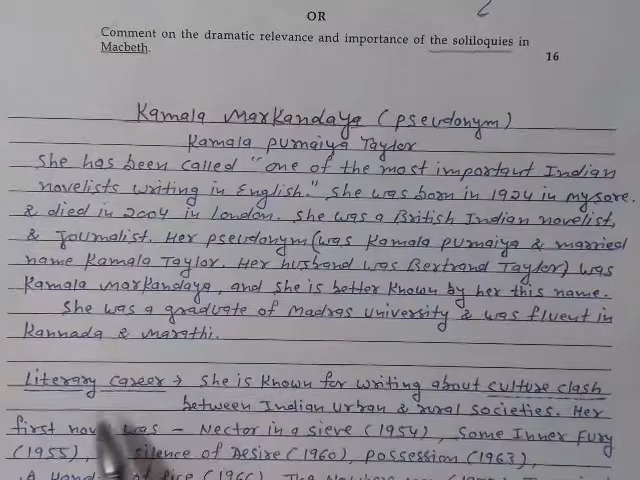 OR
Comment on the dramatic relevance and importance of the soliloquies in
Macbeth.
16
Kamala Markandaya (pseudonym)
Kamala Purnaiya Taylor
She has been called "one of the most important Indian
novelists writing in English." She was born in 1924 in mysore.
& died in 2004 in London. She was a British Indian novelist,
& Journalist. Her pseudonym (was Kamala Purnaiya & married
name Kamala Taylor. Her husband was Bertrand Taylor) was
Kamala Markandaya, and she is better known by her this name.
She was a graduate of Madras university & was fluent in
Kannada & Marathi.
Literary career → She is known for writing about culture clash
between Indian urban & rural societies. Her
first was - Nector in a sieve (1954), Some Inner Fury
(1955), silence of Desire (1960), Possession (1963),
A of